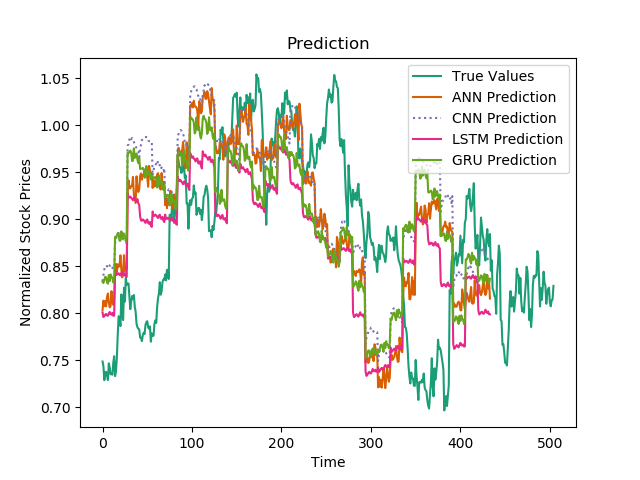 Prediction
True Values
ANN Prediction
CNN Prediction
LSTM Prediction
GRU Prediction
Normalized Stock Prices
1.05
1.00
0.95
0.90
0.85
0.80
0.75
0.70
0 100 200 300 400 500
Time